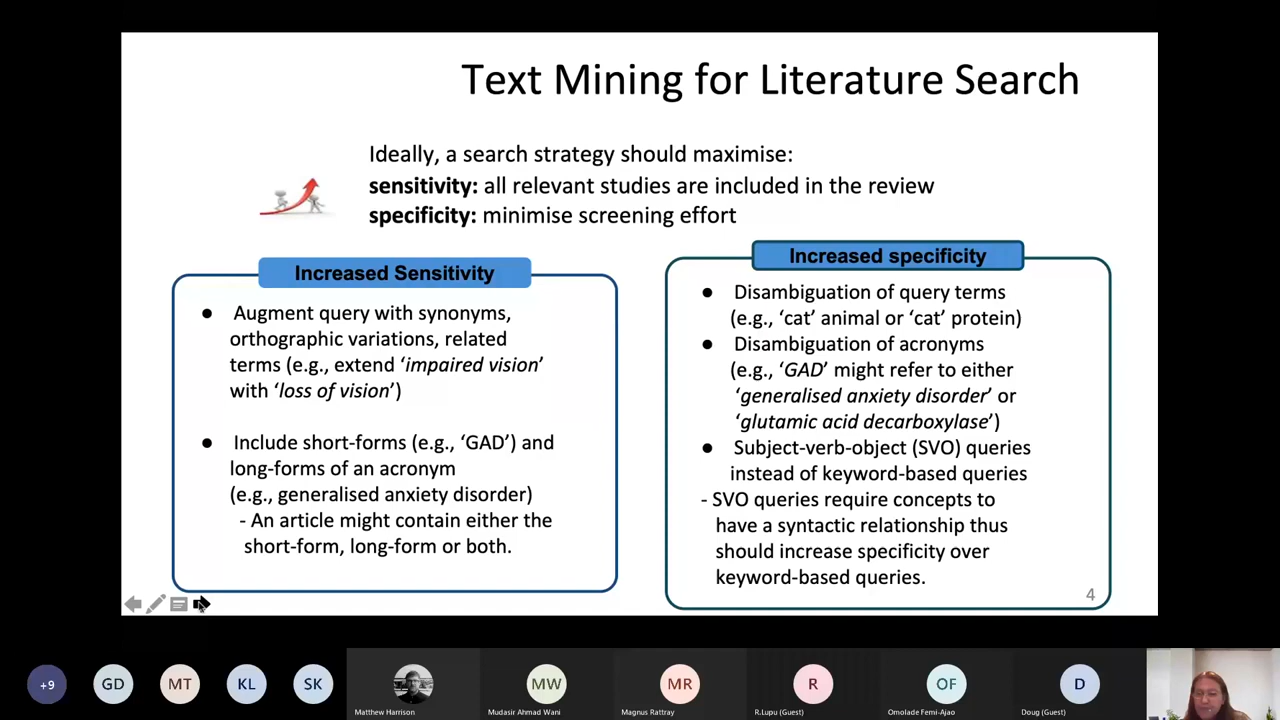 Text Mining for Literature Search
Ideally, a search strategy should maximise:
sensitivity: all relevant studies are included in the review
specificity: minimise screening effort
Increased Sensitivity
● Augment query with synonyms,
orthographic variations, related
terms (e.g., extend ‘impaired vision’
with ‘loss of vision’)
● Include short-forms (e.g., ‘GAD’) and
long-forms of an acronym
(e.g., generalised anxiety disorder)
- An article might contain either the
short-form, long-form or both.
Increased specificity
● Disambiguation of query terms
(e.g., ‘cat’ animal or ‘cat’ protein)
● Disambiguation of acronyms
(e.g., ‘GAD’ might refer to either
‘generalised anxiety disorder’ or
‘glutamic acid decarboxylase’)
● Subject-verb-object (SVO) queries
instead of keyword-based queries
- SVO queries require concepts to
have a syntactic relationship thus
should increase specificity over
keyword-based queries.
4
+9
GD
MT
KL
SK
Matthew Harrison
MW
Mudasir Ahmad Wani
MR
Magnus Rattray
R
R.Lupu (Guest)
OF
Omolade Femi-Ajao
D
Doug (Guest)